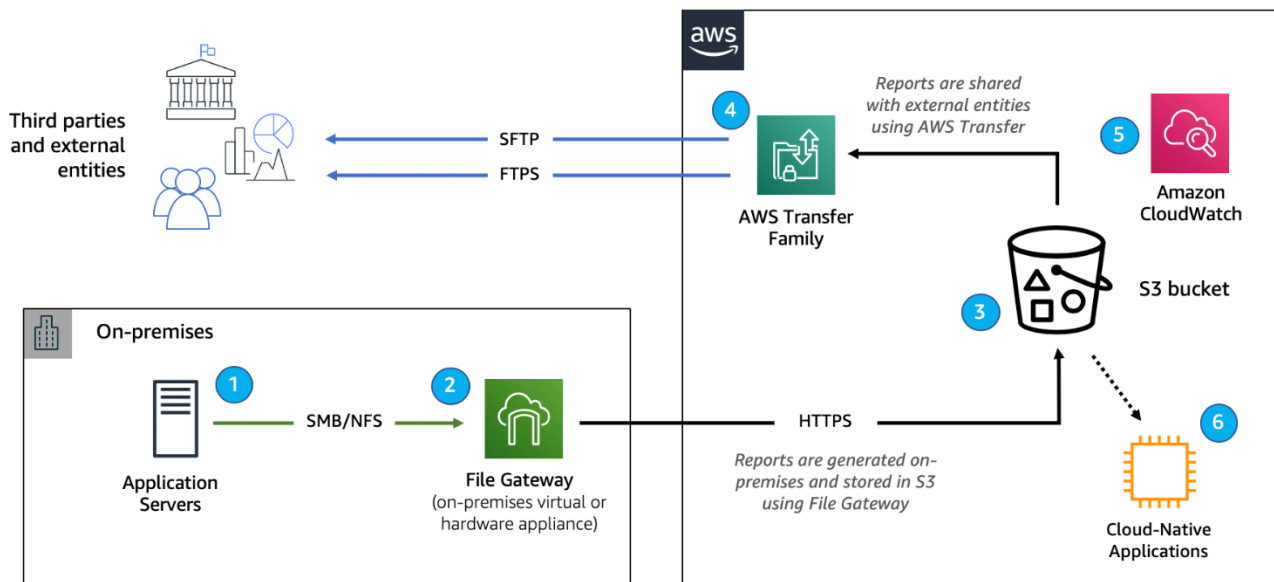 aws
Third parties
and external
entities
SFTP
FTPS
4
AWS Transfer
Family
Reports are shared
with external entities
using AWS Transfer
5
Amazon
CloudWatch
3
S3 bucket
On-premises
1
Application
Servers
SMB/NFS
2
File Gateway
(on-premises virtual or
hardware appliance)
HTTPS
Reports are generated on-
premises and stored in S3
using File Gateway
6
Cloud-Native
Applications